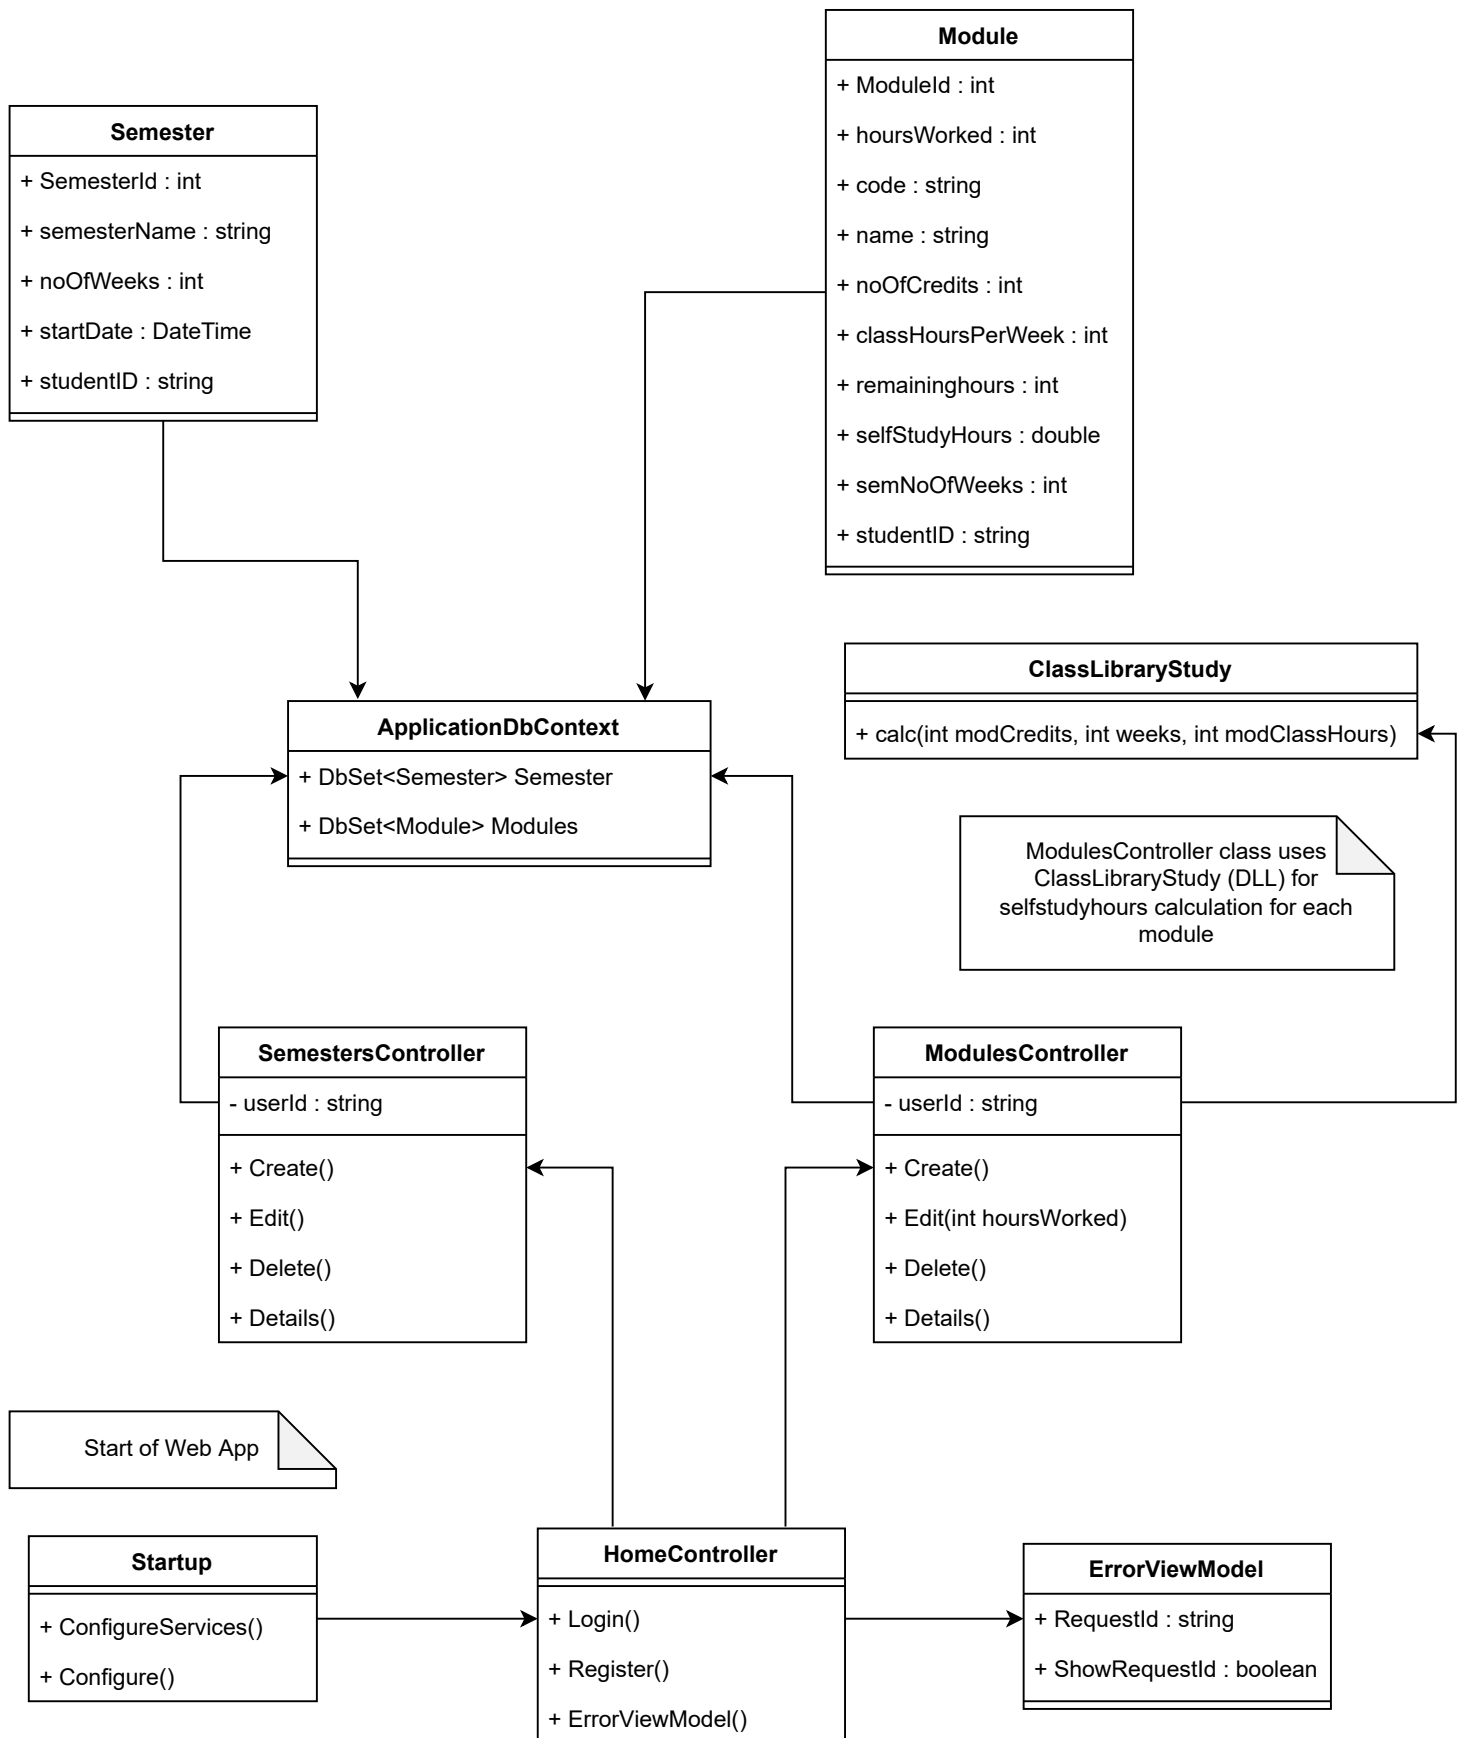 Module
+ ModuleId : int
+ hoursWorked : int
+ code : string
+ name : string
+ noOfCredits : int
+ classHoursPerWeek : int
+ remaininghours : int
+ selfStudyHours : double
+ semNoOfWeeks : int
+ studentID : string
Semester
+ SemesterId : int
+ semesterName : string
+ noOfWeeks : int
+ startDate : DateTime
+ studentID : string
ClassLibraryStudy
+ calc(int modCredits, int weeks, int modClassHours)
ApplicationDbContext
+ DbSet<Semester> Semester
+ DbSet<Module> Modules
ModulesController class uses
ClassLibraryStudy (DLL) for
selfstudyhours calculation for each
module
SemestersController
- userId : string
+ Create()
+ Edit()
+ Delete()
+ Details()
ModulesController
- userId : string
+ Create()
+ Edit(int hoursWorked)
+ Delete()
+ Details()
Start of Web App
Startup
+ ConfigureServices()
+ Configure()
HomeController
+ Login()
+ Register()
+ ErrorViewModel()
ErrorViewModel
+ RequestId : string
+ ShowRequestId : boolean